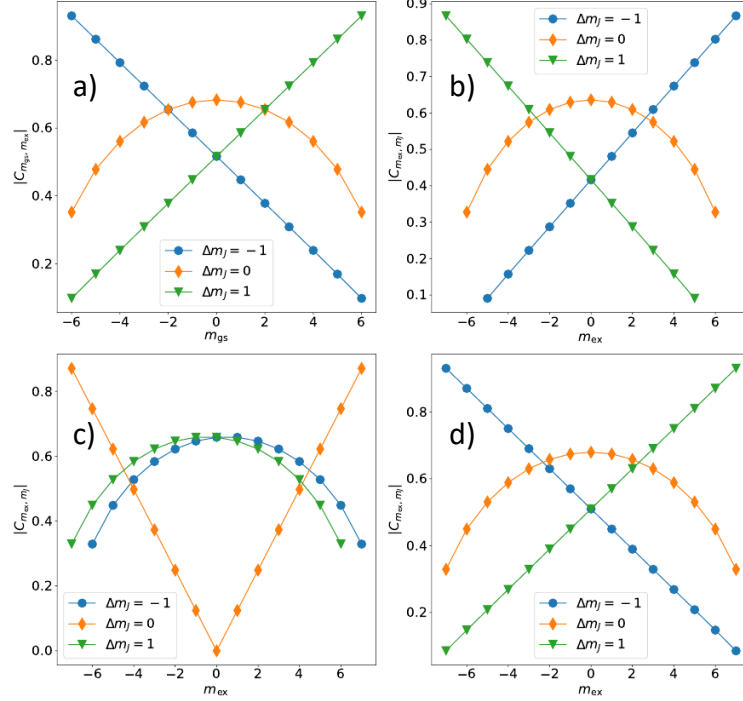 a)
|C_{m_gs, m_ex}|
0.8
0.6
0.4
0.2
Δm_J = −1
Δm_J = 0
Δm_J = 1
−6 −4 −2 0 2 4 6
m_gs
b)
|C_{m_ex, m_J}|
0.9
0.8
0.7
0.6
0.5
0.4
0.3
0.2
0.1
Δm_J = −1
Δm_J = 0
Δm_J = 1
−6 −4 −2 0 2 4 6
m_ex
c)
|C_{m_ex, m_J}|
0.8
0.6
0.4
0.2
0.0
Δm_J = −1
Δm_J = 0
Δm_J = 1
−6 −4 −2 0 2 4 6
m_ex
d)
|C_{m_ex, m_J}|
0.8
0.6
0.4
0.2
Δm_J = −1
Δm_J = 0
Δm_J = 1
−6 −4 −2 0 2 4 6
m_ex